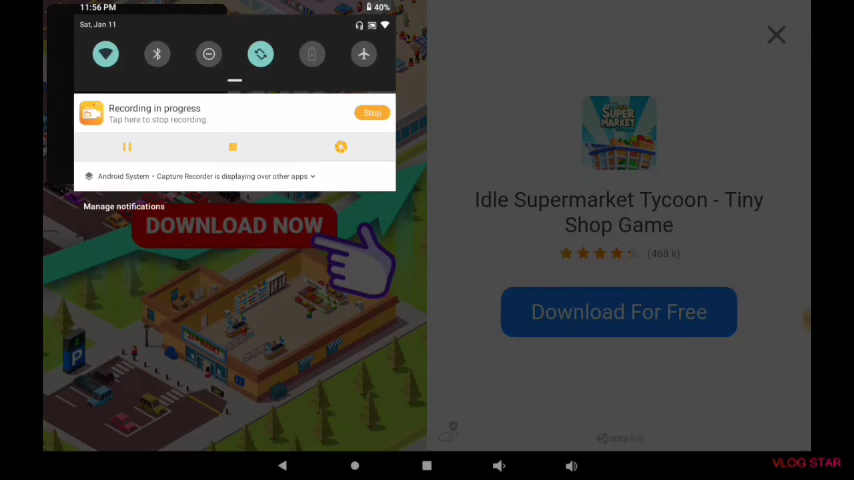 11:56 PM
40%
Sat, Jan 11
Recording in progress
Tap here to stop recording.
Stop
Android System • Capture Recorder is displaying over other apps
Manage notifications
DOWNLOAD NOW
SUPER
MARKET
Idle Supermarket Tycoon - Tiny
Shop Game
(468 k)
Download For Free
P
VLOG STAR